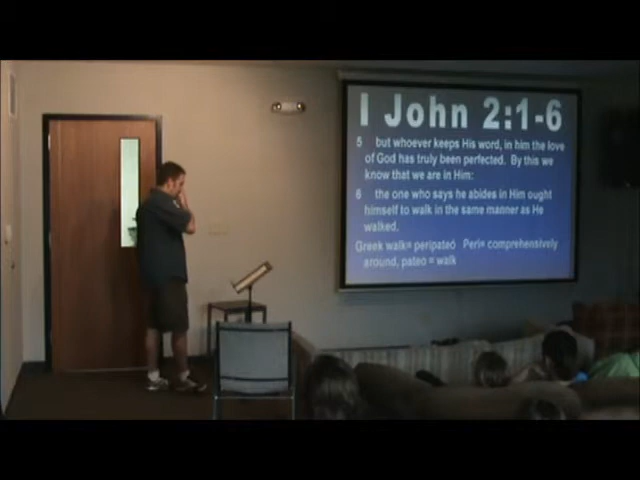 I John 2:1-6
5 but whoever keeps His word, in him the love
of God has truly been perfected. By this we
know that we are in Him:
6 the one who says he abides in Him ought
himself to walk in the same manner as He
walked.
Greek walk= peripateó Peri= comprehensively
around, pateo = walk